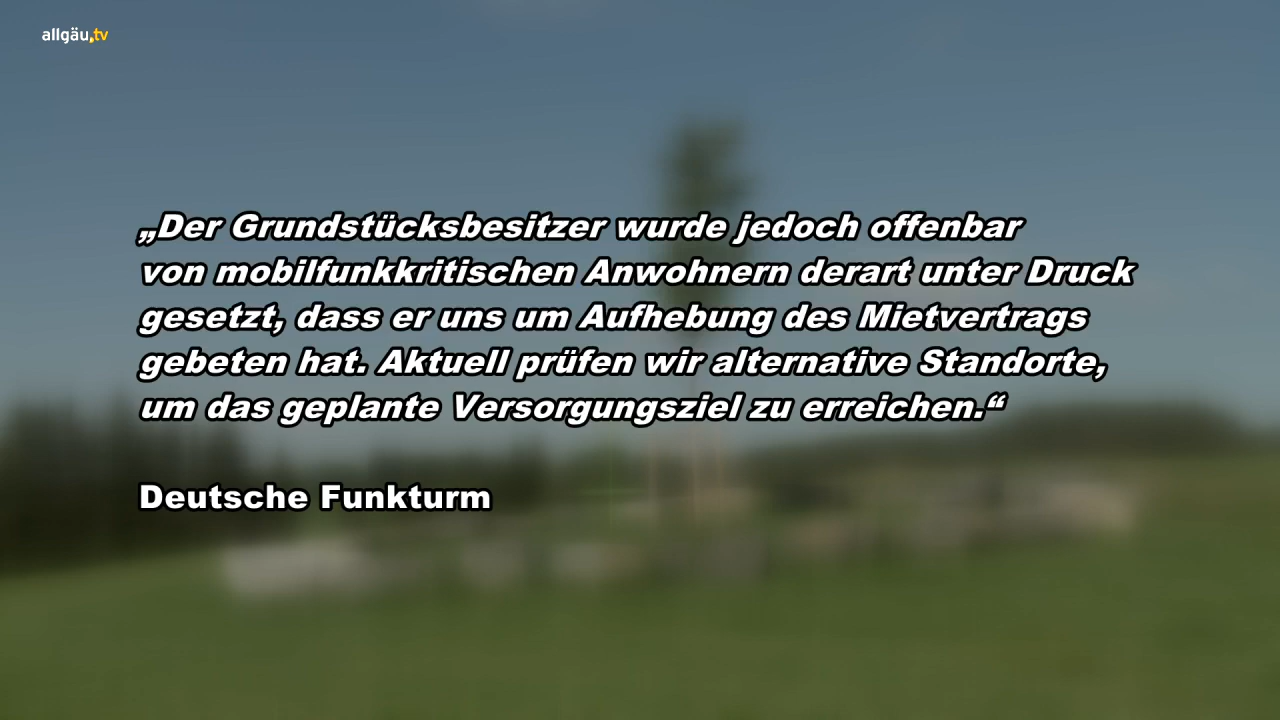 allgäu.tv
„Der Grundstücksbesitzer wurde jedoch offenbar
von mobilfunkkritischen Anwohnern derart unter Druck
gesetzt, dass er uns um Aufhebung des Mietvertrags
gebeten hat. Aktuell prüfen wir alternative Standorte,
um das geplante Versorgungsziel zu erreichen.“
Deutsche Funkturm